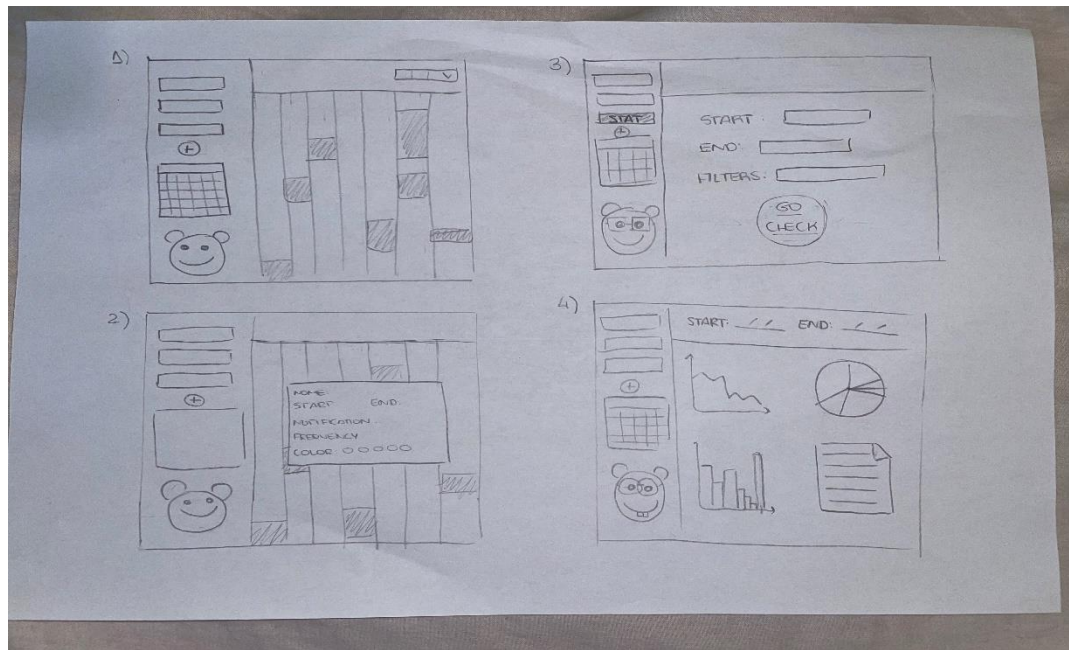 1)
2)
NAME:
START END:
NOTIFICATION:
FREQUENCY
COLOR
3)
STAT
START:
END:
FILTERS:
GO
CHECK
4)
START: _/_/_ END: _/_/_